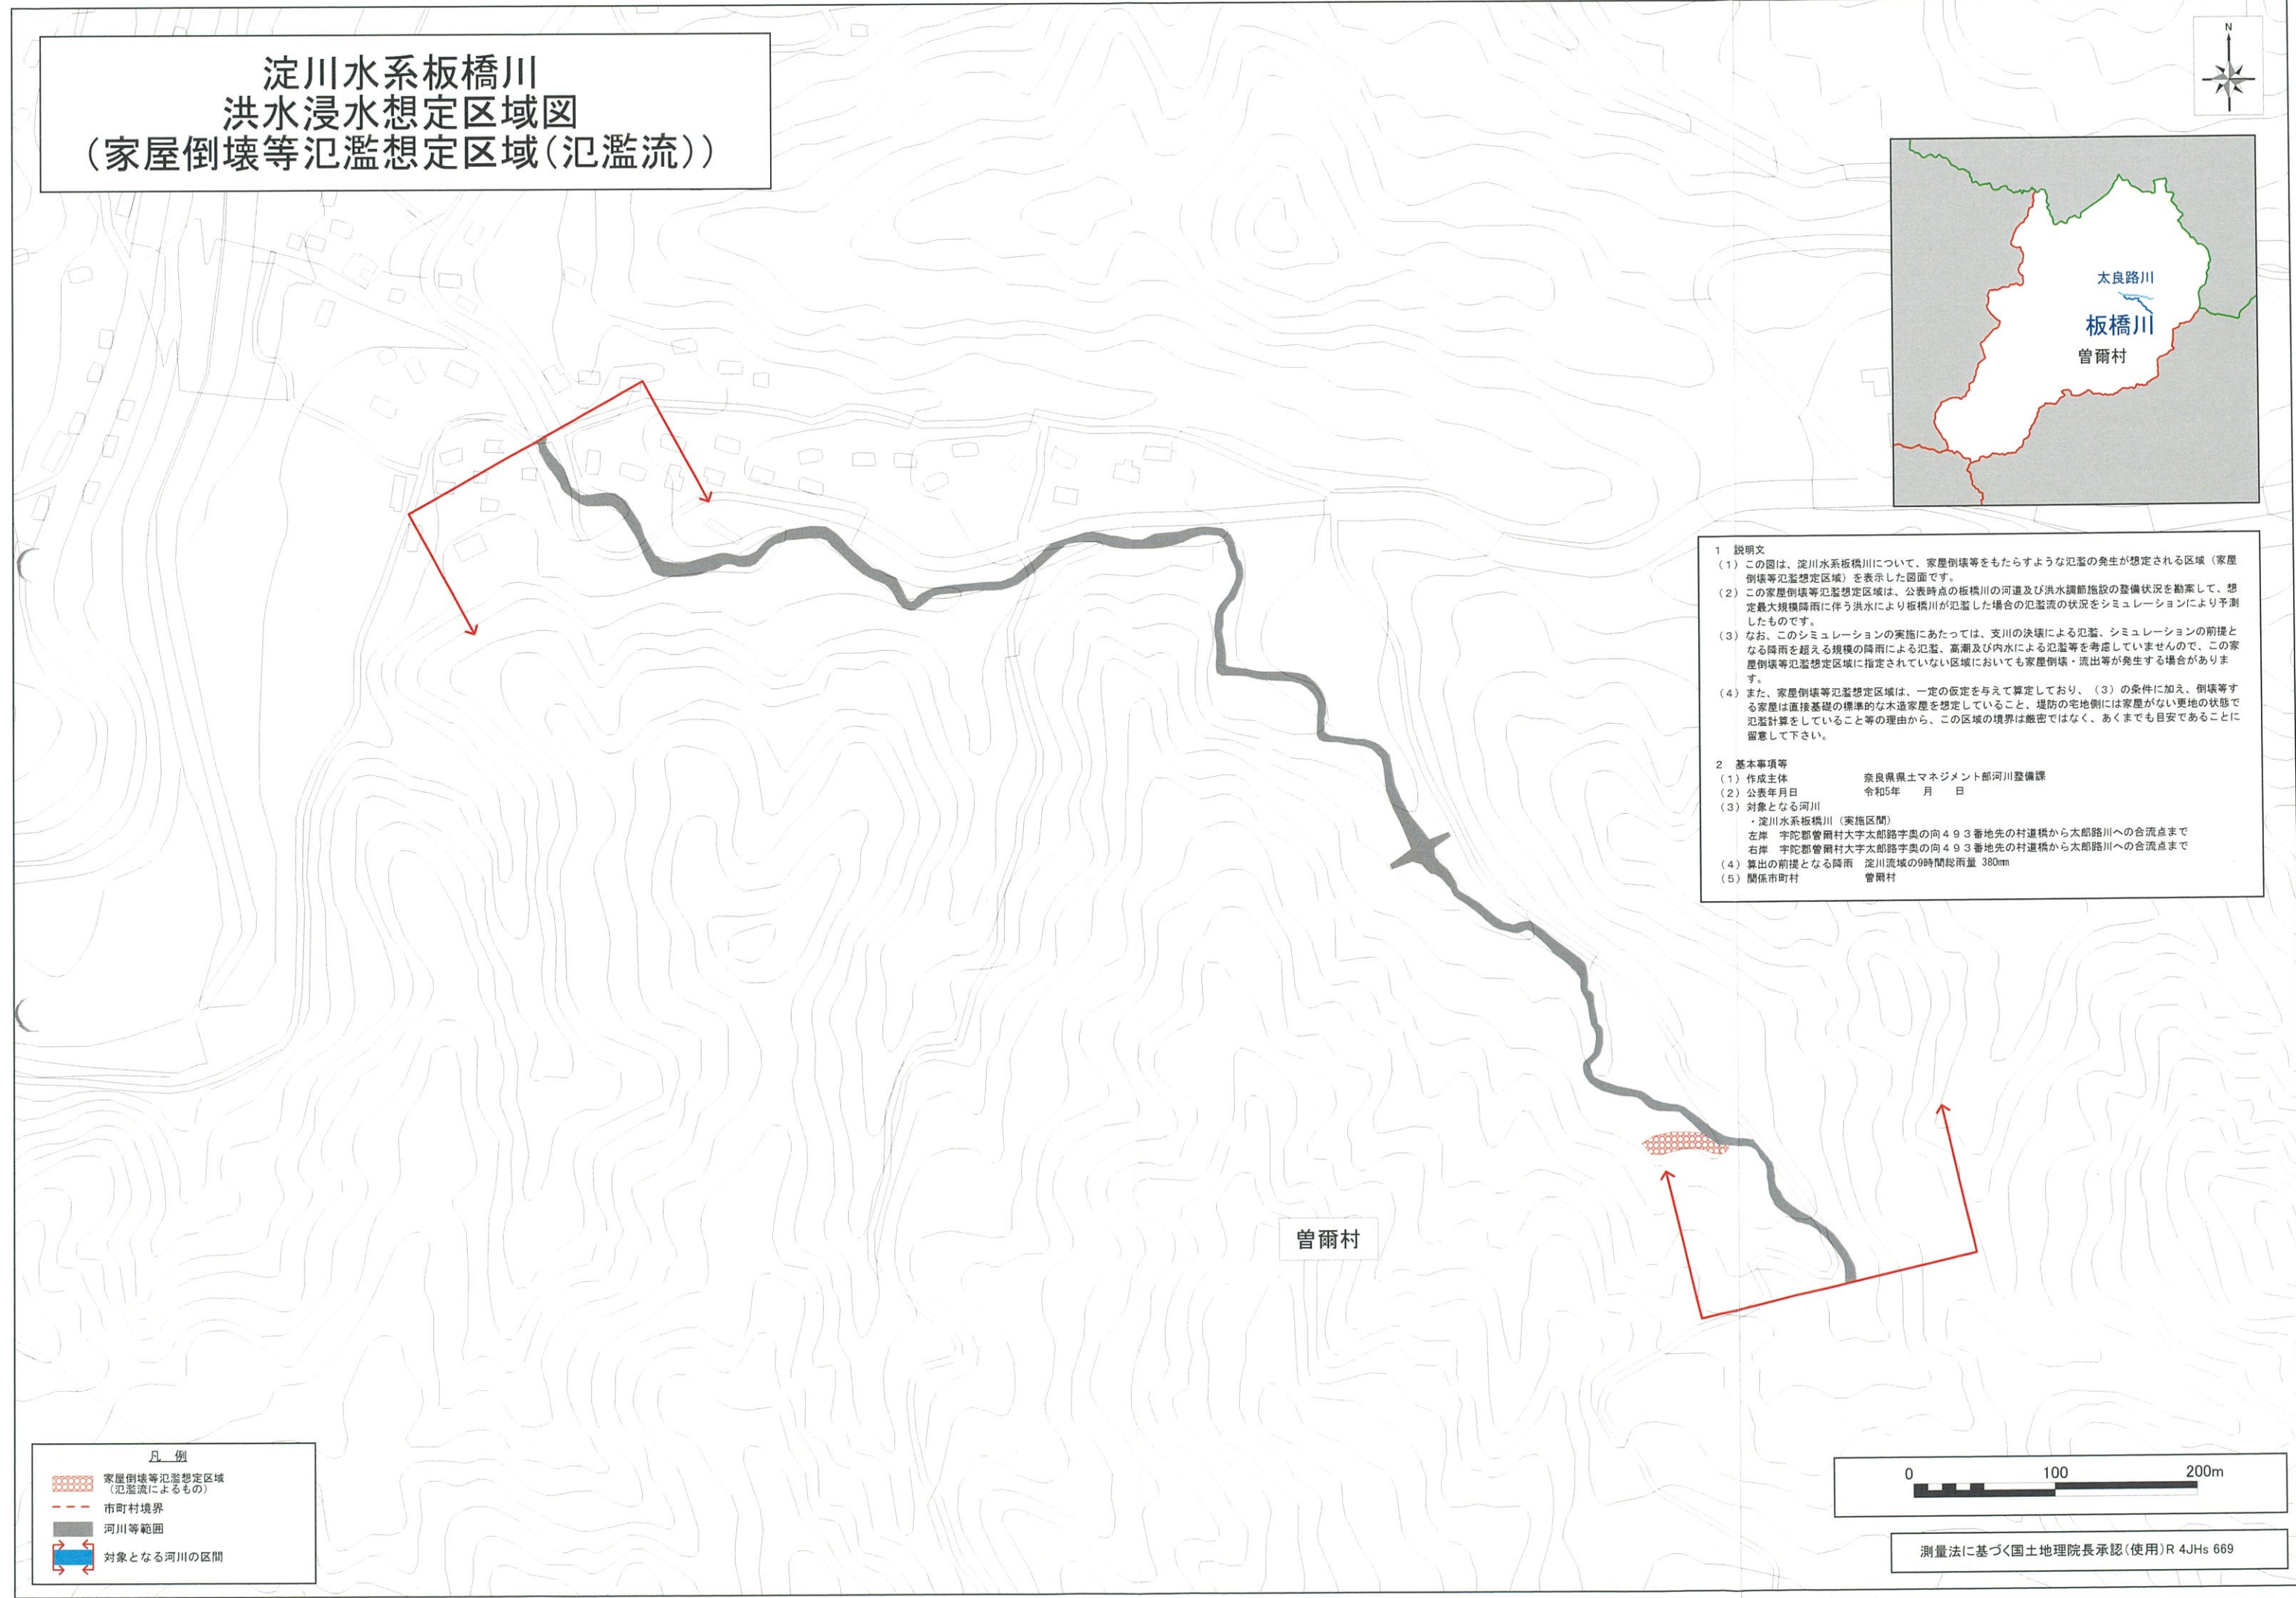 淀川水系板橋川
洪水浸水想定区域図
（家屋倒壊等氾濫想定区域（氾濫流））
N
太良路川
板橋川
曽爾村
1 説明文
（1）この図は、淀川水系板橋川について、家屋倒壊等をもたらすような氾濫の発生が想定される区域（家屋
倒壊等氾濫想定区域）を表示した図面です。
（2）この家屋倒壊等氾濫想定区域は、公表時点の板橋川の河道及び洪水調節施設の整備状況を勘案して、想
定最大規模降雨に伴う洪水により板橋川が氾濫した場合の氾濫流の状況をシミュレーションにより予測
したものです。
（3）なお、このシミュレーションの実施にあたっては、支川の決壊による氾濫、シミュレーションの前提と
なる降雨を超える規模の降雨による氾濫、高潮及び内水による氾濫等を考慮していませんので、この家
屋倒壊等氾濫想定区域に指定されていない区域においても家屋倒壊・流出等が発生する場合がありま
す。
（4）また、家屋倒壊等氾濫想定区域は、一定の仮定を与えて算定しており、（3）の条件に加え、倒壊等す
る家屋は直接基礎の標準的な木造家屋を想定していること、堤防の宅地側には家屋がない更地の状態で
氾濫計算をしていること等の理由から、この区域の境界は厳密ではなく、あくまでも目安であることに
留意して下さい。
2 基本事項等
（1）作成主体 奈良県県土マネジメント部河川整備課
（2）公表年月日 令和5年 月 日
（3）対象となる河川
・淀川水系板橋川（実施区間）
左岸 宇陀郡曽爾村大字太郎路字奥の向493番地先の村道橋から太郎路川への合流点まで
右岸 宇陀郡曽爾村大字太郎路字奥の向493番地先の村道橋から太郎路川への合流点まで
（4）算出の前提となる降雨 淀川流域の9時間総雨量 380mm
（5）関係市町村 曽爾村
曽爾村
凡 例
家屋倒壊等氾濫想定区域
（氾濫流によるもの）
市町村境界
河川等範囲
対象となる河川の区間
0 100 200m
測量法に基づく国土地理院長承認（使用）R 4JHs 669